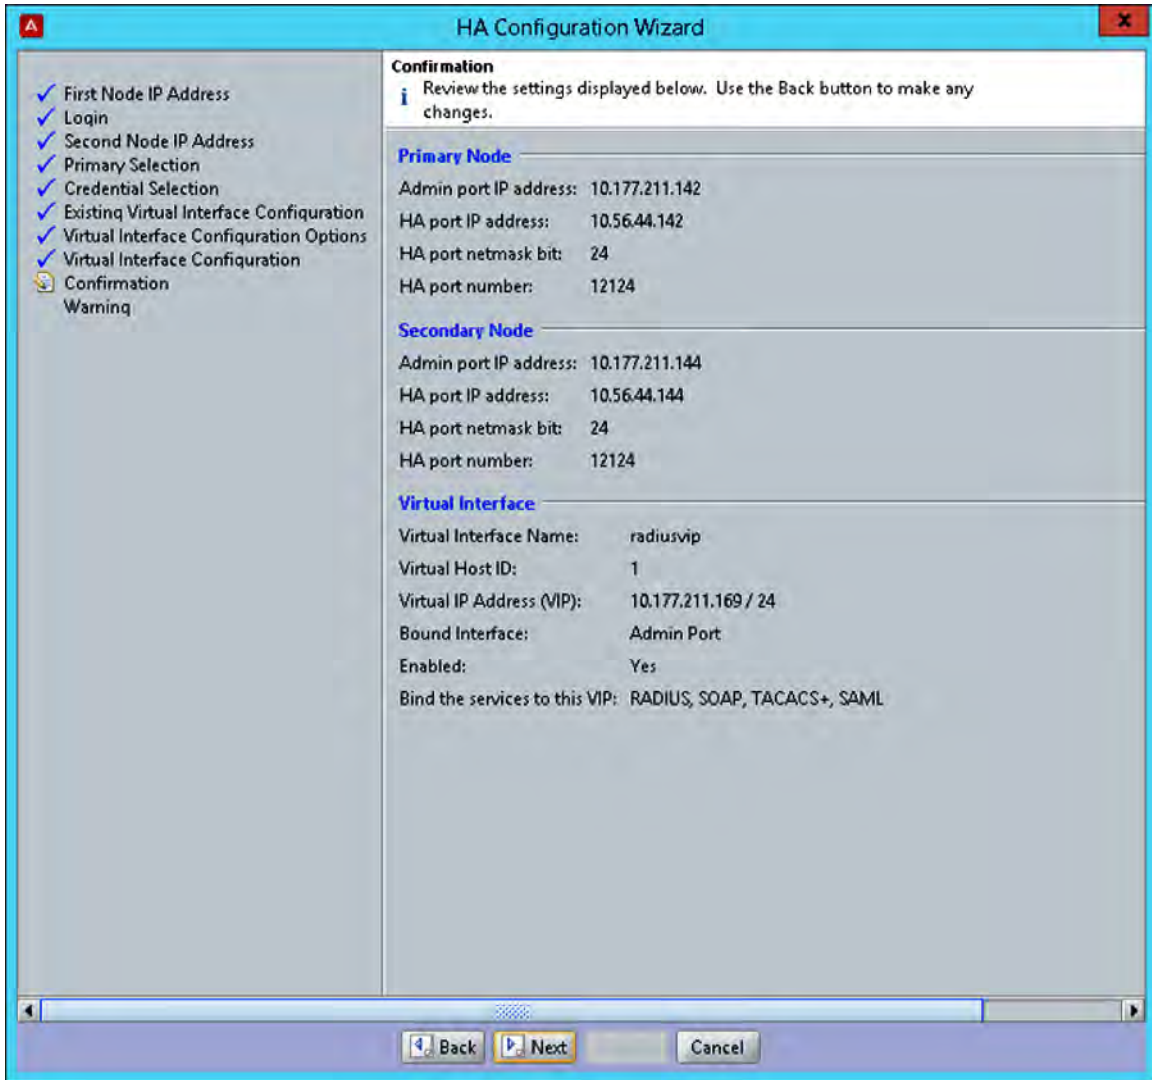 A
HA Configuration Wizard
x
First Node IP Address
Login
Second Node IP Address
Primary Selection
Credential Selection
Existing Virtual Interface Configuration
Virtual Interface Configuration Options
Virtual Interface Configuration
Confirmation
Warning
Confirmation
i Review the settings displayed below. Use the Back button to make any
changes.
Primary Node
Admin port IP address: 10.177.211.142
HA port IP address: 10.56.44.142
HA port netmask bit: 24
HA port number: 12124
Secondary Node
Admin port IP address: 10.177.211.144
HA port IP address: 10.56.44.144
HA port netmask bit: 24
HA port number: 12124
Virtual Interface
Virtual Interface Name: radiusvip
Virtual Host ID: 1
Virtual IP Address (VIP): 10.177.211.169 / 24
Bound Interface: Admin Port
Enabled: Yes
Bind the services to this VIP: RADIUS, SOAP, TACACS+, SAML
Back Next Cancel